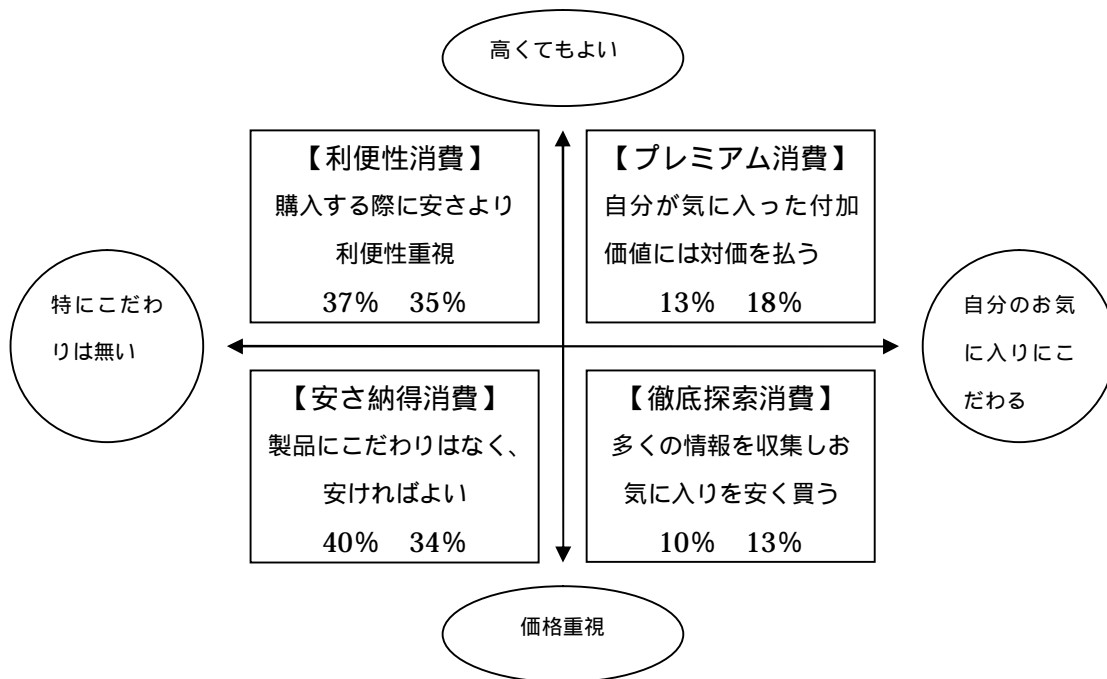 高くてもよい
【利便性消費】
購入する際に安さより
利便性重視
37% 35%
【プレミアム消費】
自分が気に入った付加
価値には対価を払う
13% 18%
特にこだわ
りは無い
自分のお気
に入りにこ
だわる
【安さ納得消費】
製品にこだわりはなく、
安ければよい
40% 34%
【徹底探索消費】
多くの情報を収集しお
気に入りを安く買う
10% 13%
価格重視